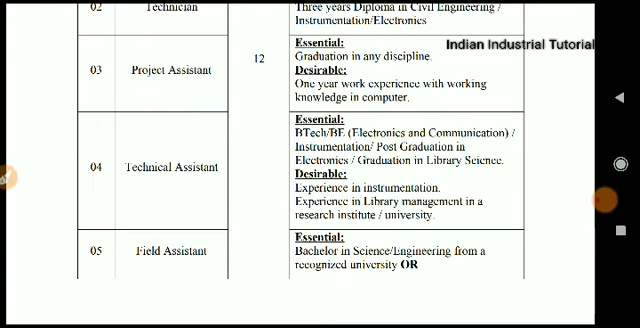 02
Technician
Three years Diploma in Civil Engineering /
Instrumentation/Electronics
Indian Industrial Tutorial
12
03
Project Assistant
Essential:
Graduation in any discipline.
Desirable:
One year work experience with working
knowledge in computer.
04
Technical Assistant
Essential:
BTech/BE (Electronics and Communication) /
Instrumentation/ Post Graduation in
Electronics / Graduation in Library Science.
Desirable:
Experience in instrumentation.
Experience in Library management in a
research institute / university.
05
Field Assistant
Essential:
Bachelor in Science/Engineering from a
recognized university OR